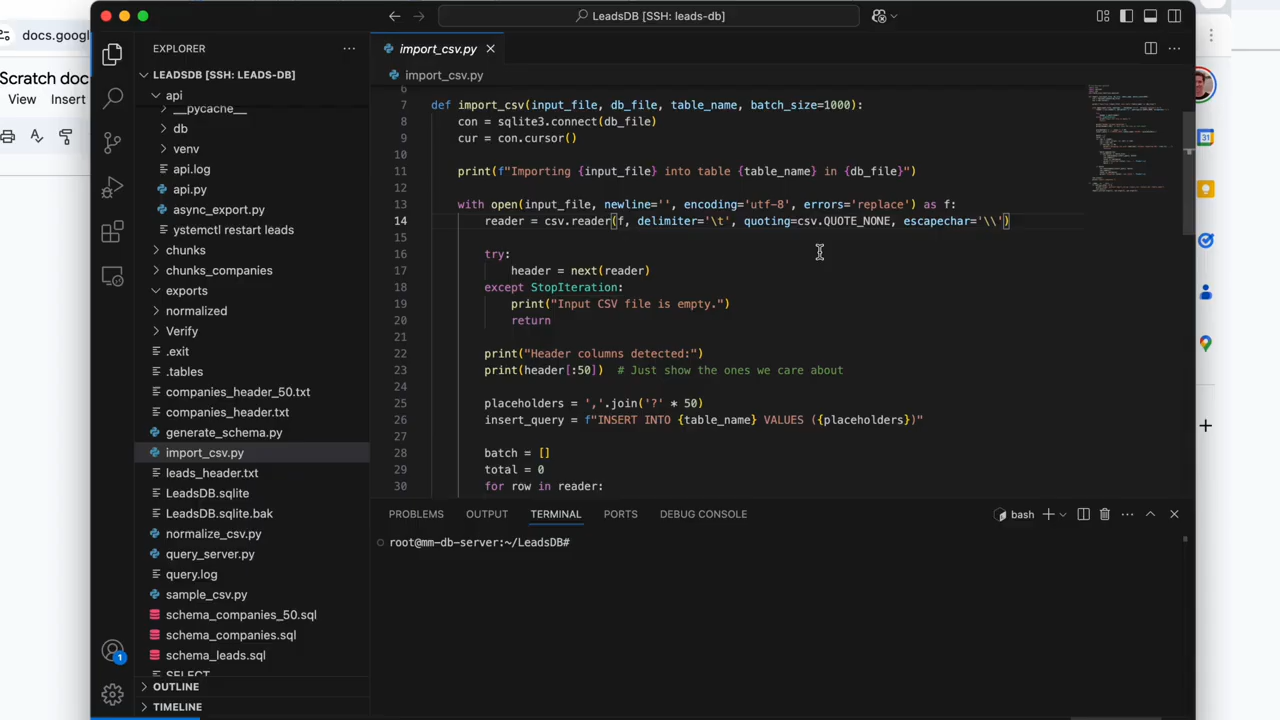 docs.googl
Scratch doc
View Insert
LeadsDB [SSH: leads-db]
EXPLORER
LEADSDB [SSH: LEADS-DB]
api
__pycache__
db
venv
api.log
api.py
async_export.py
ystemctl restart leads
chunks
chunks_companies
exports
normalized
Verify
.exit
.tables
companies_header_50.txt
companies_header.txt
generate_schema.py
import_csv.py
leads_header.txt
LeadsDB.sqlite
LeadsDB.sqlite.bak
normalize_csv.py
query_server.py
query.log
sample_csv.py
schema_companies_50.sql
schema_companies.sql
schema_leads.sql
SELECT
OUTLINE
TIMELINE
1
import_csv.py
import_csv.py
6
7 def import_csv(input_file, db_file, table_name, batch_size=1000):
8 con = sqlite3.connect(db_file)
9 cur = con.cursor()
10
11 print(f"Importing {input_file} into table {table_name} in {db_file}")
12
13 with open(input_file, newline='', encoding='utf-8', errors='replace') as f:
14 reader = csv.reader(f, delimiter='\t', quoting=csv.QUOTE_NONE, escapechar='\\')
15
16 try:
17 header = next(reader)
18 except StopIteration:
19 print("Input CSV file is empty.")
20 return
21
22 print("Header columns detected:")
23 print(header[:50]) # Just show the ones we care about
24
25 placeholders = ','.join('?' * 50)
26 insert_query = f"INSERT INTO {table_name} VALUES ({placeholders})"
27
28 batch = []
29 total = 0
30 for row in reader:
PROBLEMS OUTPUT TERMINAL PORTS DEBUG CONSOLE
bash
root@mm-db-server:~/LeadsDB#